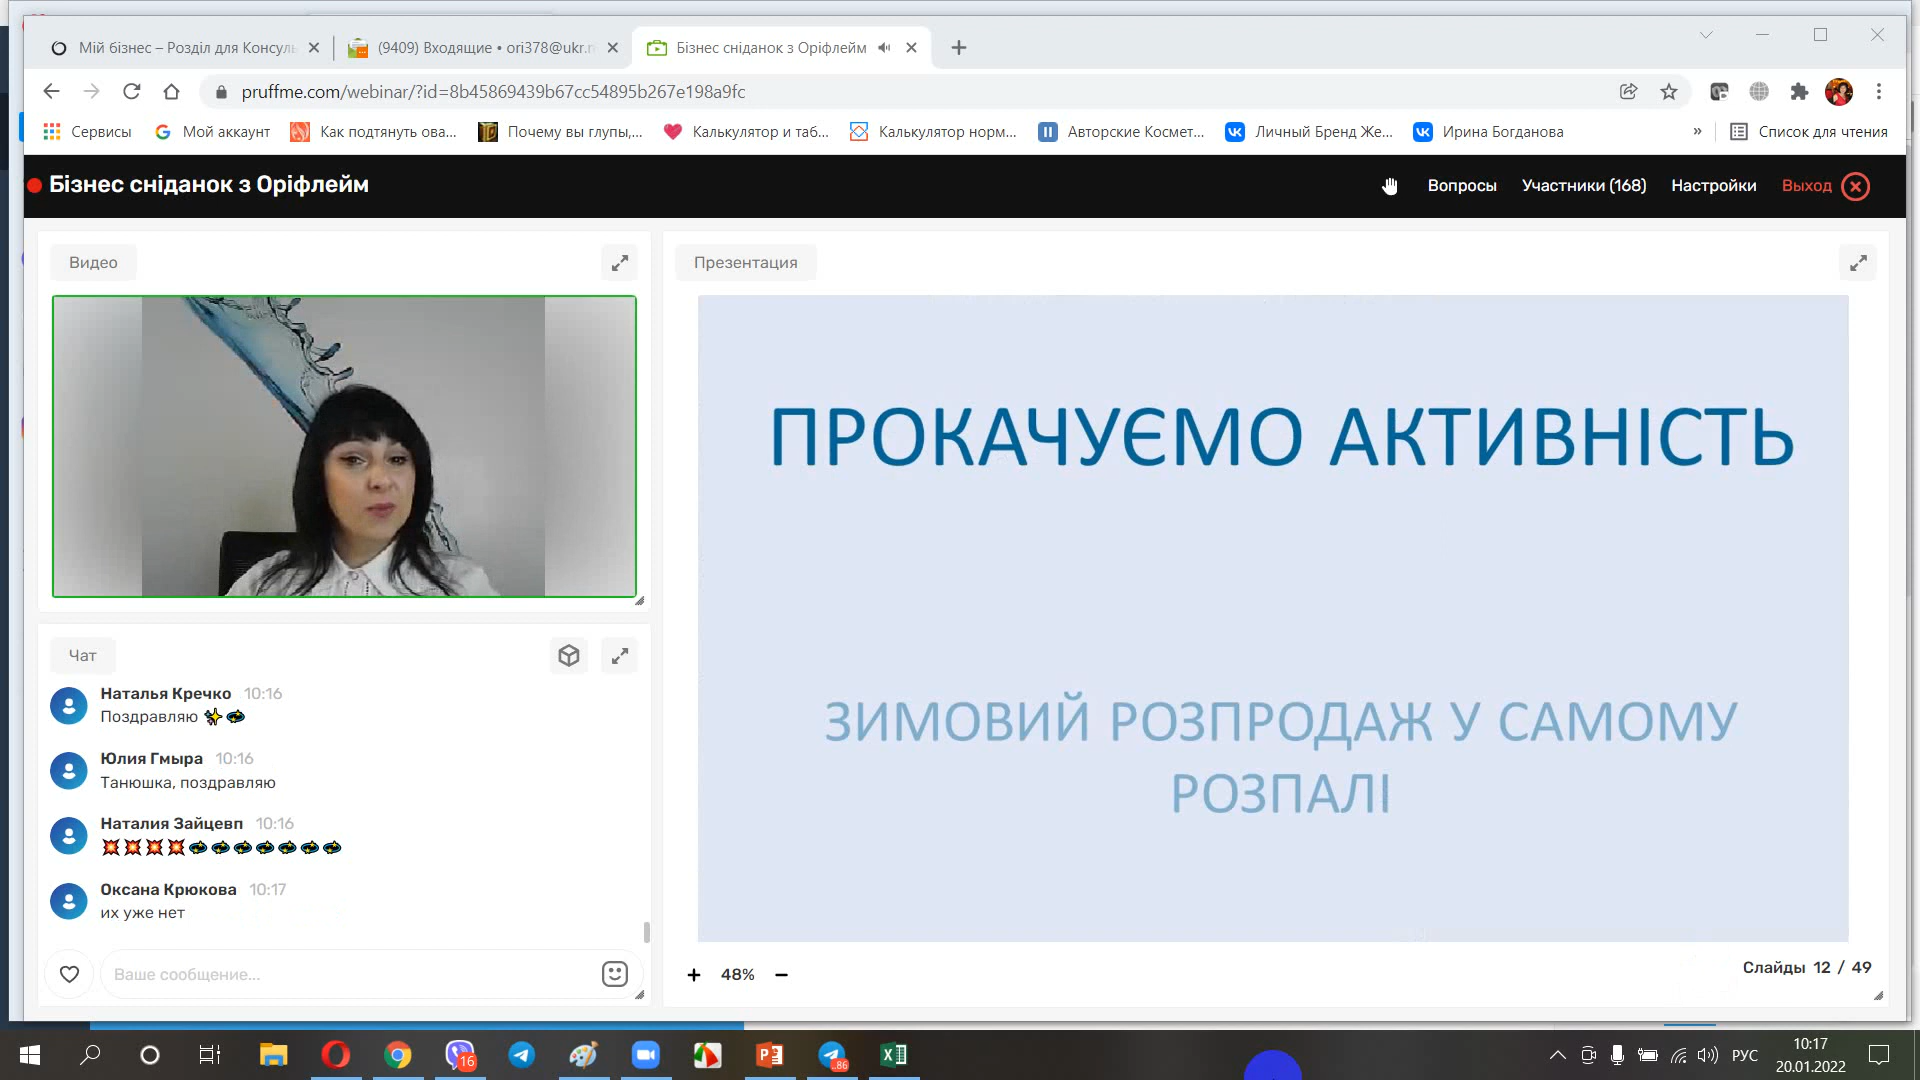 Мій бізнес – Розділ для Консуль
(9409) Входящие • ori378@ukr.n
Бізнес сніданок з Оріфлейм
pruffme.com/webinar/?id=8b45869439b67cc54895b267e198a9fc
Сервисы
Мой аккаунт
Как подтянуть ова...
Почему вы глупы,...
Калькулятор и таб...
Калькулятор норм...
Авторские Космет...
Личный Бренд Же...
Ирина Богданова
»
Список для чтения
Бізнес сніданок з Оріфлейм
Вопросы
Участники (168)
Настройки
Выход
Видео
Презентация
ПРОКАЧУЄМО АКТИВНІСТЬ
ЗИМОВИЙ РОЗПРОДАЖ У САМОМУ
РОЗПАЛІ
Чат
Наталья Кречко 10:16
Поздравляю
Юлия Гмыра 10:16
Танюшка, поздравляю
Наталия Зайцевп 10:16
Оксана Крюкова 10:17
их уже нет
Ваше сообщение...
+ 48% −
Слайды 12 / 49
16
86
РУС
10:17
20.01.2022